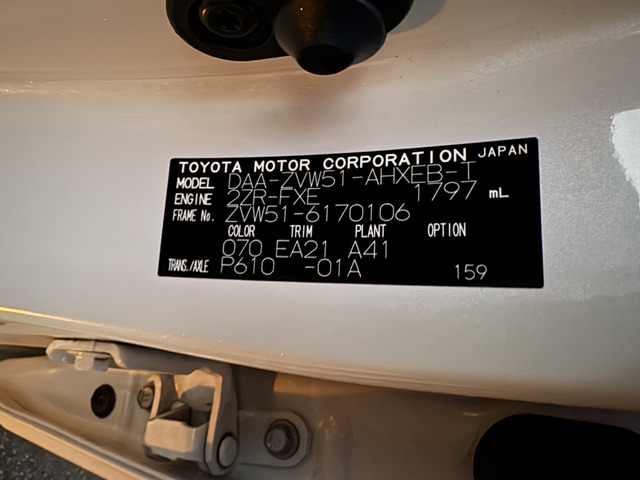 TOYOTA MOTOR CORPORATION JAPAN
MODEL DAA-ZVW51-AHXEB-T
ENGINE 2ZR-FXE 1797 mL
FRAME No. ZVW51-6170106
COLOR TRIM PLANT OPTION
070 EA21 A41
TRANS./AXLE P610 -01A 159